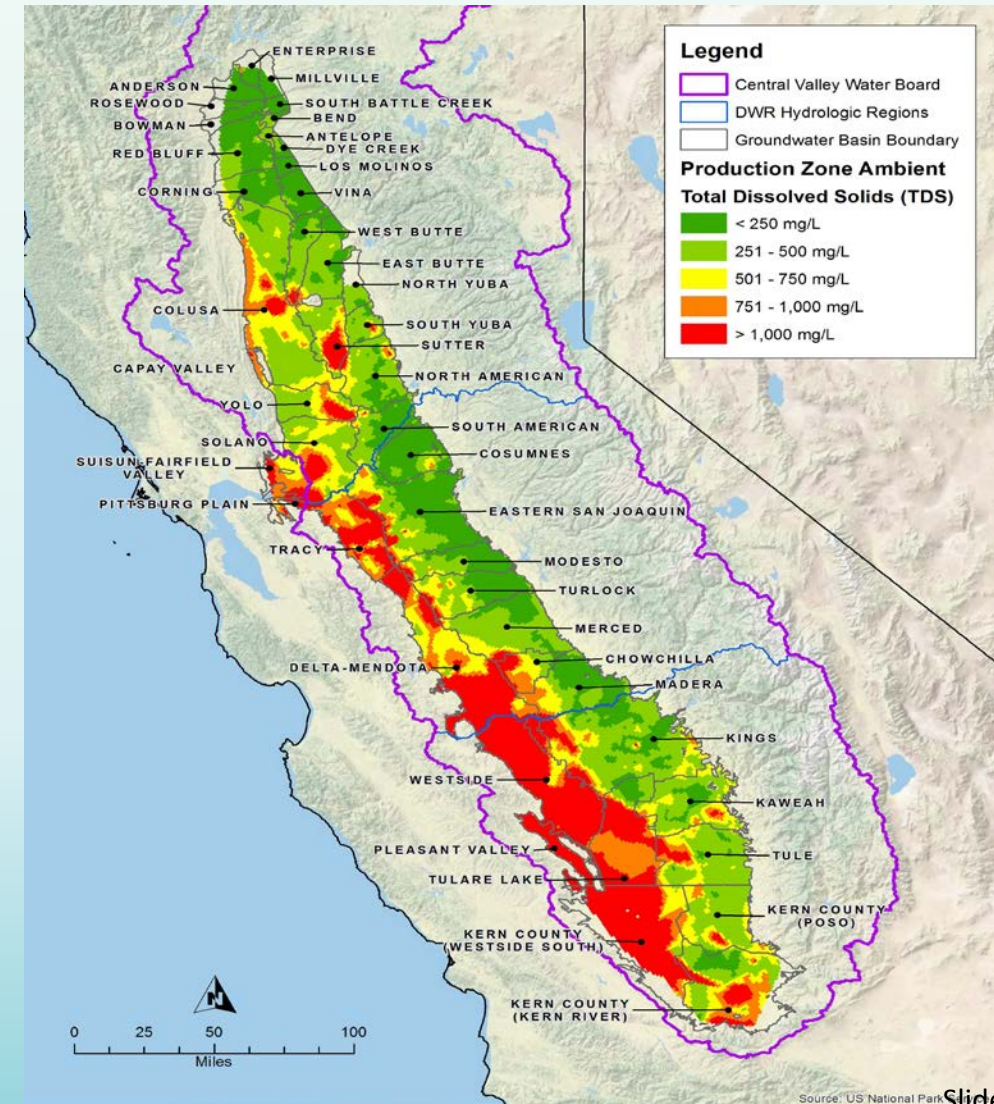 ENTERPRISE
ANDERSON
MILLVILLE
ROSEWOOD
SOUTH BATTLE CREEK
BOWMAN
BEND
ANTELOPE
DYE CREEK
RED BLUFF
LOS MOLINOS
CORNING
VINA
WEST BUTTE
EAST BUTTE
NORTH YUBA
COLUSA
SOUTH YUBA
SUTTER
CAPAY VALLEY
NORTH AMERICAN
YOLO
SOUTH AMERICAN
SOLANO
COSUMNES
SUISUN-FAIRFIELD
VALLEY
PITTSBURG PLAIN
EASTERN SAN JOAQUIN
TRACY
MODESTO
TURLOCK
MERCED
DELTA-MENDOTA
CHOWCHILLA
MADERA
KINGS
WESTSIDE
KAWEAH
PLEASANT VALLEY
TULE
TULARE LAKE
KERN COUNTY
(POSO)
KERN COUNTY
(WESTSIDE SOUTH)
KERN COUNTY
(KERN RIVER)
Legend
Central Valley Water Board
DWR Hydrologic Regions
Groundwater Basin Boundary
Production Zone Ambient
Total Dissolved Solids (TDS)
< 250 mg/L
251 - 500 mg/L
501 - 750 mg/L
751 - 1,000 mg/L
> 1,000 mg/L
N
0 25 50 100
Miles
Source: US National Park
Slide